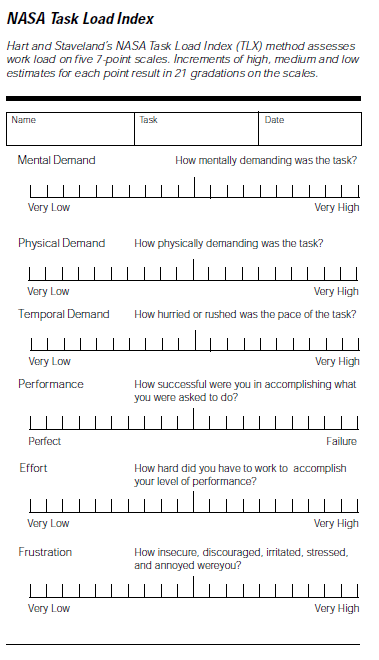 NASA Task Load Index
Hart and Staveland´s NASA Task Load Index (TLX) method assesses
work load on five 7-point scales. Increments of high, medium and low
estimates for each point result in 21 gradations on the scales.
Name Task Date
Mental Demand How mentally demanding was the task?
Very Low Very High
Physical Demand How physically demanding was the task?
Very Low Very High
Temporal Demand How hurried or rushed was the pace of the task?
Very Low Very High
Performance How successful were you in accomplishing what
you were asked to do?
Perfect Failure
Effort How hard did you have to work to accomplish
your level of performance?
Very Low Very High
Frustration How insecure, discouraged, irritated, stressed,
and annoyed wereyou?
Very Low Very High